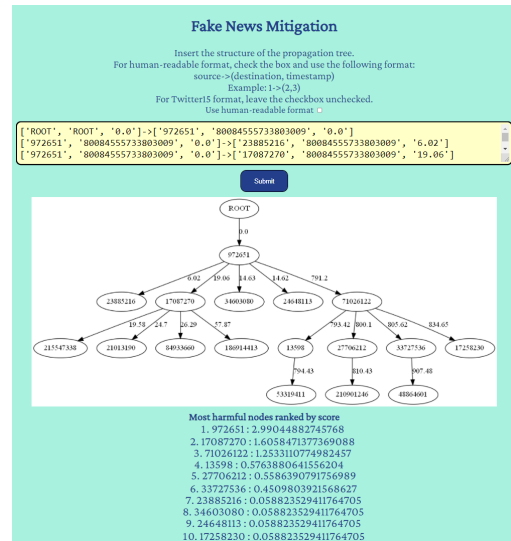 Fake News Mitigation
Insert the structure of the propagation tree.
For human-readable format, check the box and use the following format:
source->(destination, timestamp)
Example: 1->(2,3)
For Twitter15 format, leave the checkbox unchecked.
Use human-readable format
['ROOT', 'ROOT', '0.0']->['972651', '80084555733803009', '0.0']
['972651', '80084555733803009', '0.0']->['23885216', '80084555733803009', '6.02']
['972651', '80084555733803009', '0.0']->['17087270', '80084555733803009', '19.06']
Submit
ROOT
0.0
972651
6.02 19.06 14.63 14.62 791.2
23885216 17087270 34603080 24648113 71026122
19.58 24.7 26.29 57.87 793.42 800.1 805.62 834.65
215547338 21013190 84933660 186914413 13598 27706212 33727536 17258230
794.43 810.43 907.48
53319411 210901246 48864601
Most harmful nodes ranked by score
1. 972651 : 2.99044882745768
2. 17087270 : 1.6058471377369088
3. 71026122 : 1.2533110774982457
4. 13598 : 0.5763880641556204
5. 27706212 : 0.5586390791756989
6. 33727536 : 0.4509803921568627
7. 23885216 : 0.058823529411764705
8. 34603080 : 0.058823529411764705
9. 24648113 : 0.058823529411764705
10. 17258230 : 0.058823529411764705